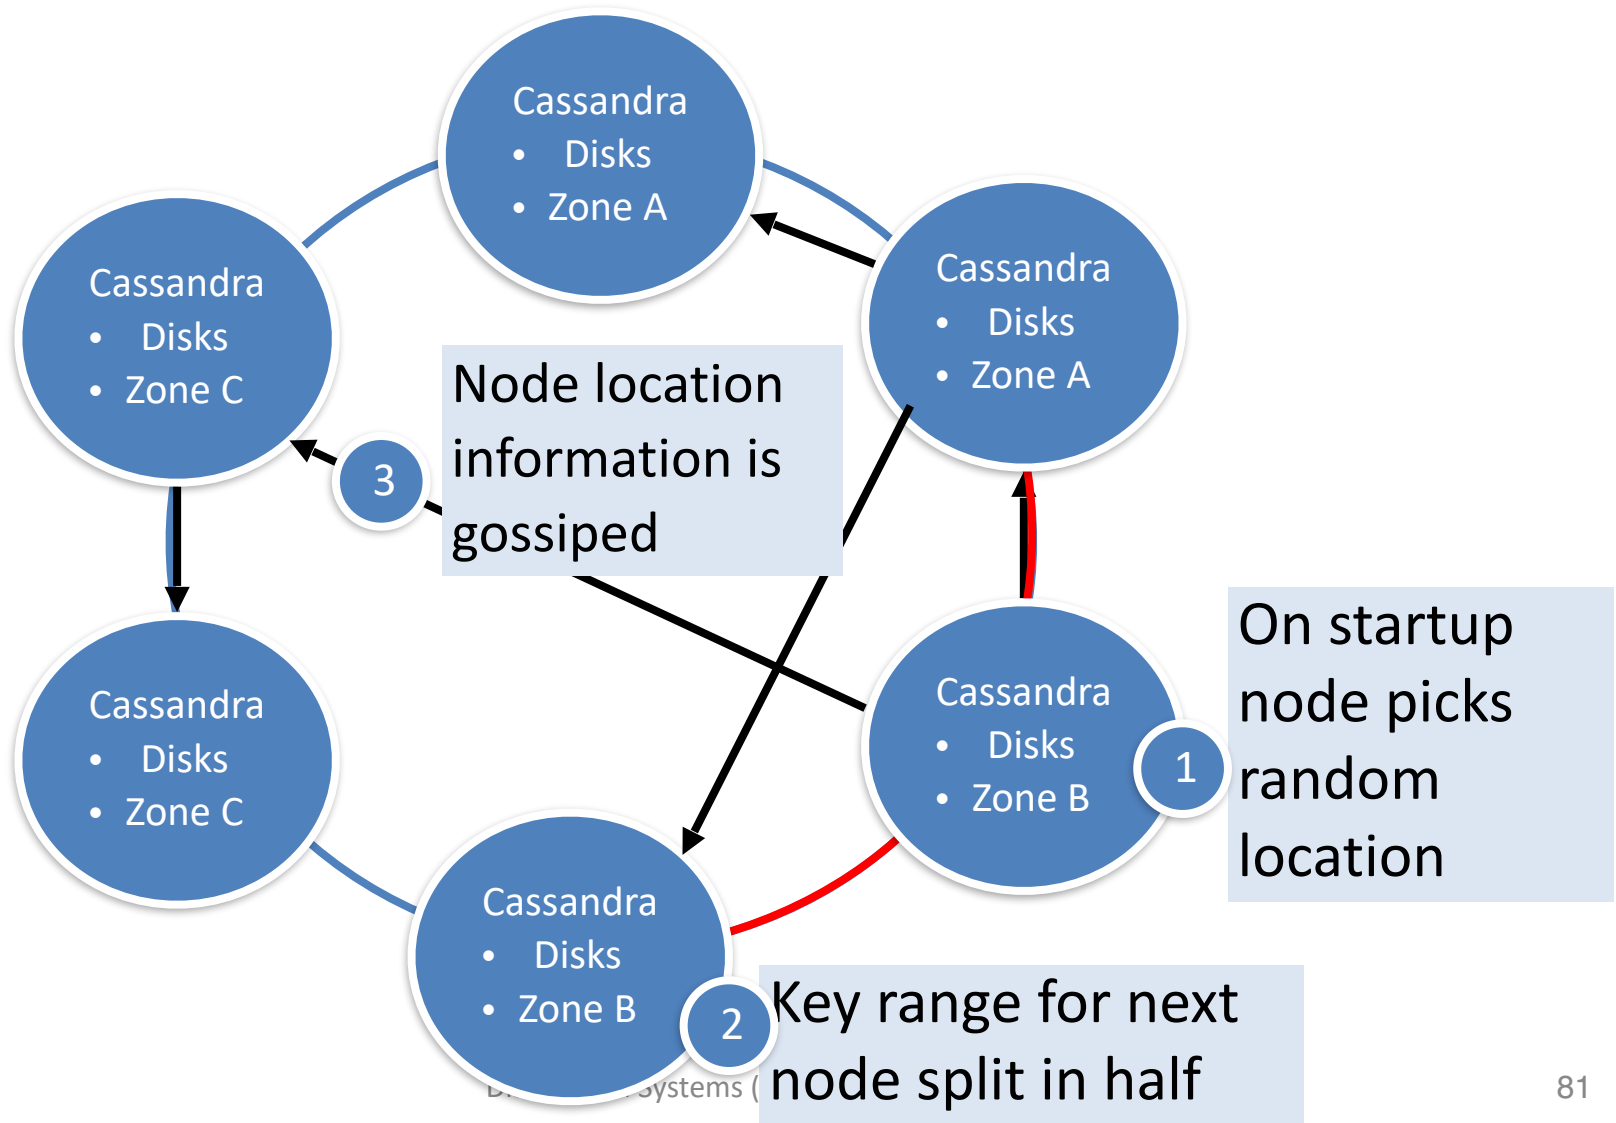 Cassandra
• Disks
• Zone A
Cassandra
• Disks
• Zone A
Cassandra
• Disks
• Zone C
Node location
information is
gossiped
3
On startup
node picks
random
location
1
Cassandra
• Disks
• Zone B
Cassandra
• Disks
• Zone C
Cassandra
• Disks
• Zone B
2
Key range for next
node split in half
Systems (
81